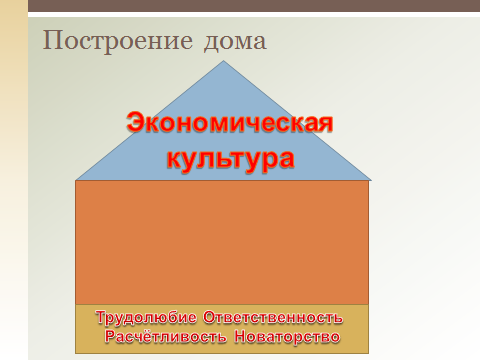 Построение дома
Экономическая
культура
Трудолюбие Ответственность
Расчётливость Новаторство